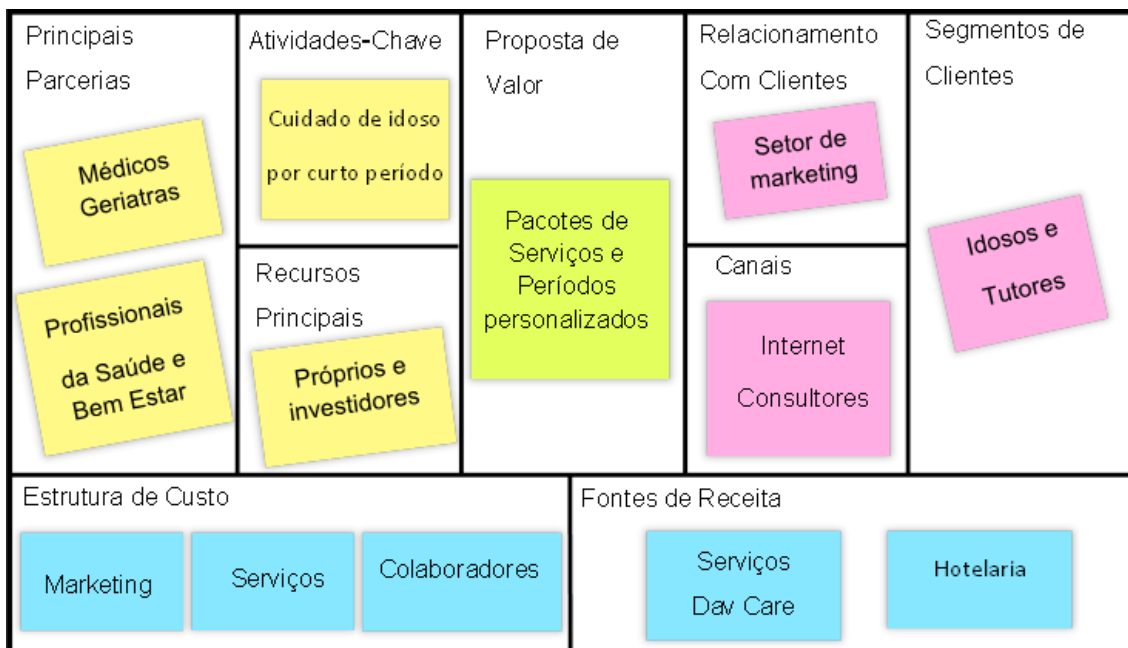 Principais
Parcerias
Médicos
Geriatras
Profissionais
da Saúde e
Bem Estar
Atividades-Chave
Cuidado de idoso
por curto período
Recursos
Principais
Próprios e
investidores
Proposta de
Valor
Pacotes de
Serviços e
Períodos
personalizados
Relacionamento
Com Clientes
Setor de
marketing
Canais
Internet
Consultores
Segmentos de
Clientes
Idosos e
Tutores
Estrutura de Custo
Marketing
Serviços
Colaboradores
Fontes de Receita
Serviços
Day Care
Hotelaria